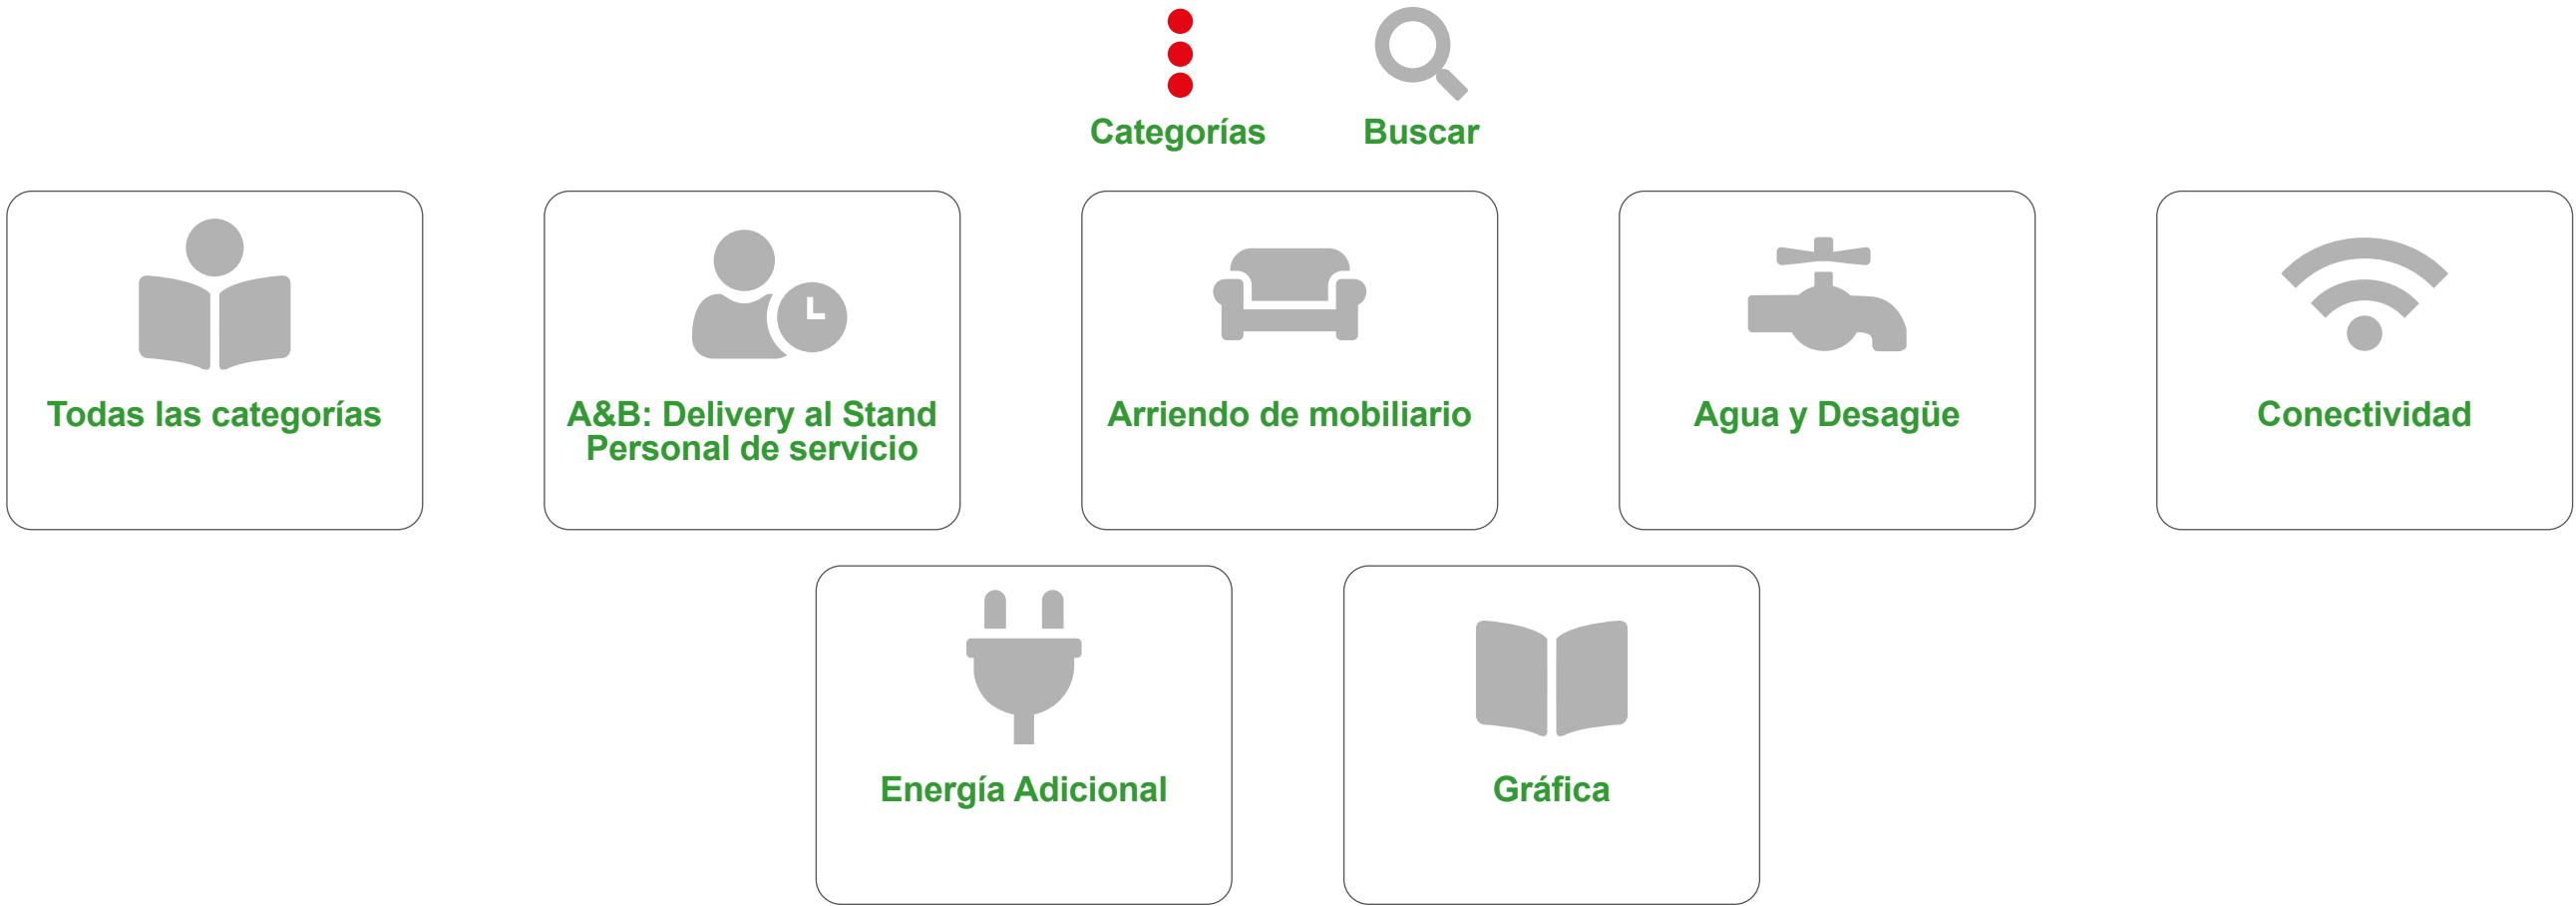 Categorías
Buscar
Todas las categorías
A&B: Delivery al Stand
Personal de servicio
Arriendo de mobiliario
Agua y Desagüe
Conectividad
Energía Adicional
Gráfica